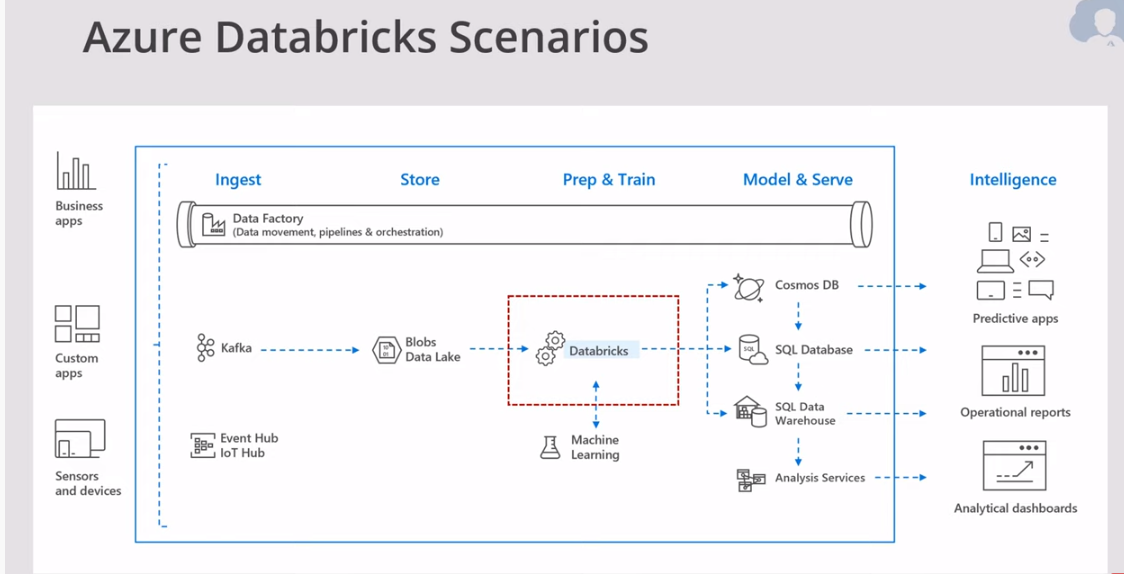 Azure Databricks Scenarios
Business
apps
Custom
apps
Sensors
and devices
Ingest
Store
Prep & Train
Model & Serve
Intelligence
Data Factory
(Data movement, pipelines & orchestration)
Kafka
Blobs
Data Lake
Databricks
Cosmos DB
SQL
SQL Database
SQL Data
Warehouse
Event Hub
IoT Hub
Machine
Learning
Analysis Services
Predictive apps
Operational reports
Analytical dashboards